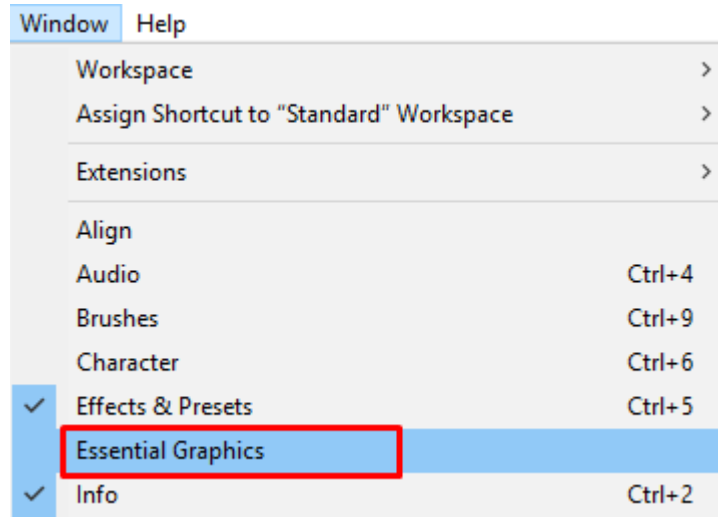 Window Help
Workspace
Assign Shortcut to "Standard" Workspace
Extensions
Align
Audio Ctrl+4
Brushes Ctrl+9
Character Ctrl+6
Effects & Presets Ctrl+5
Essential Graphics
Info Ctrl+2